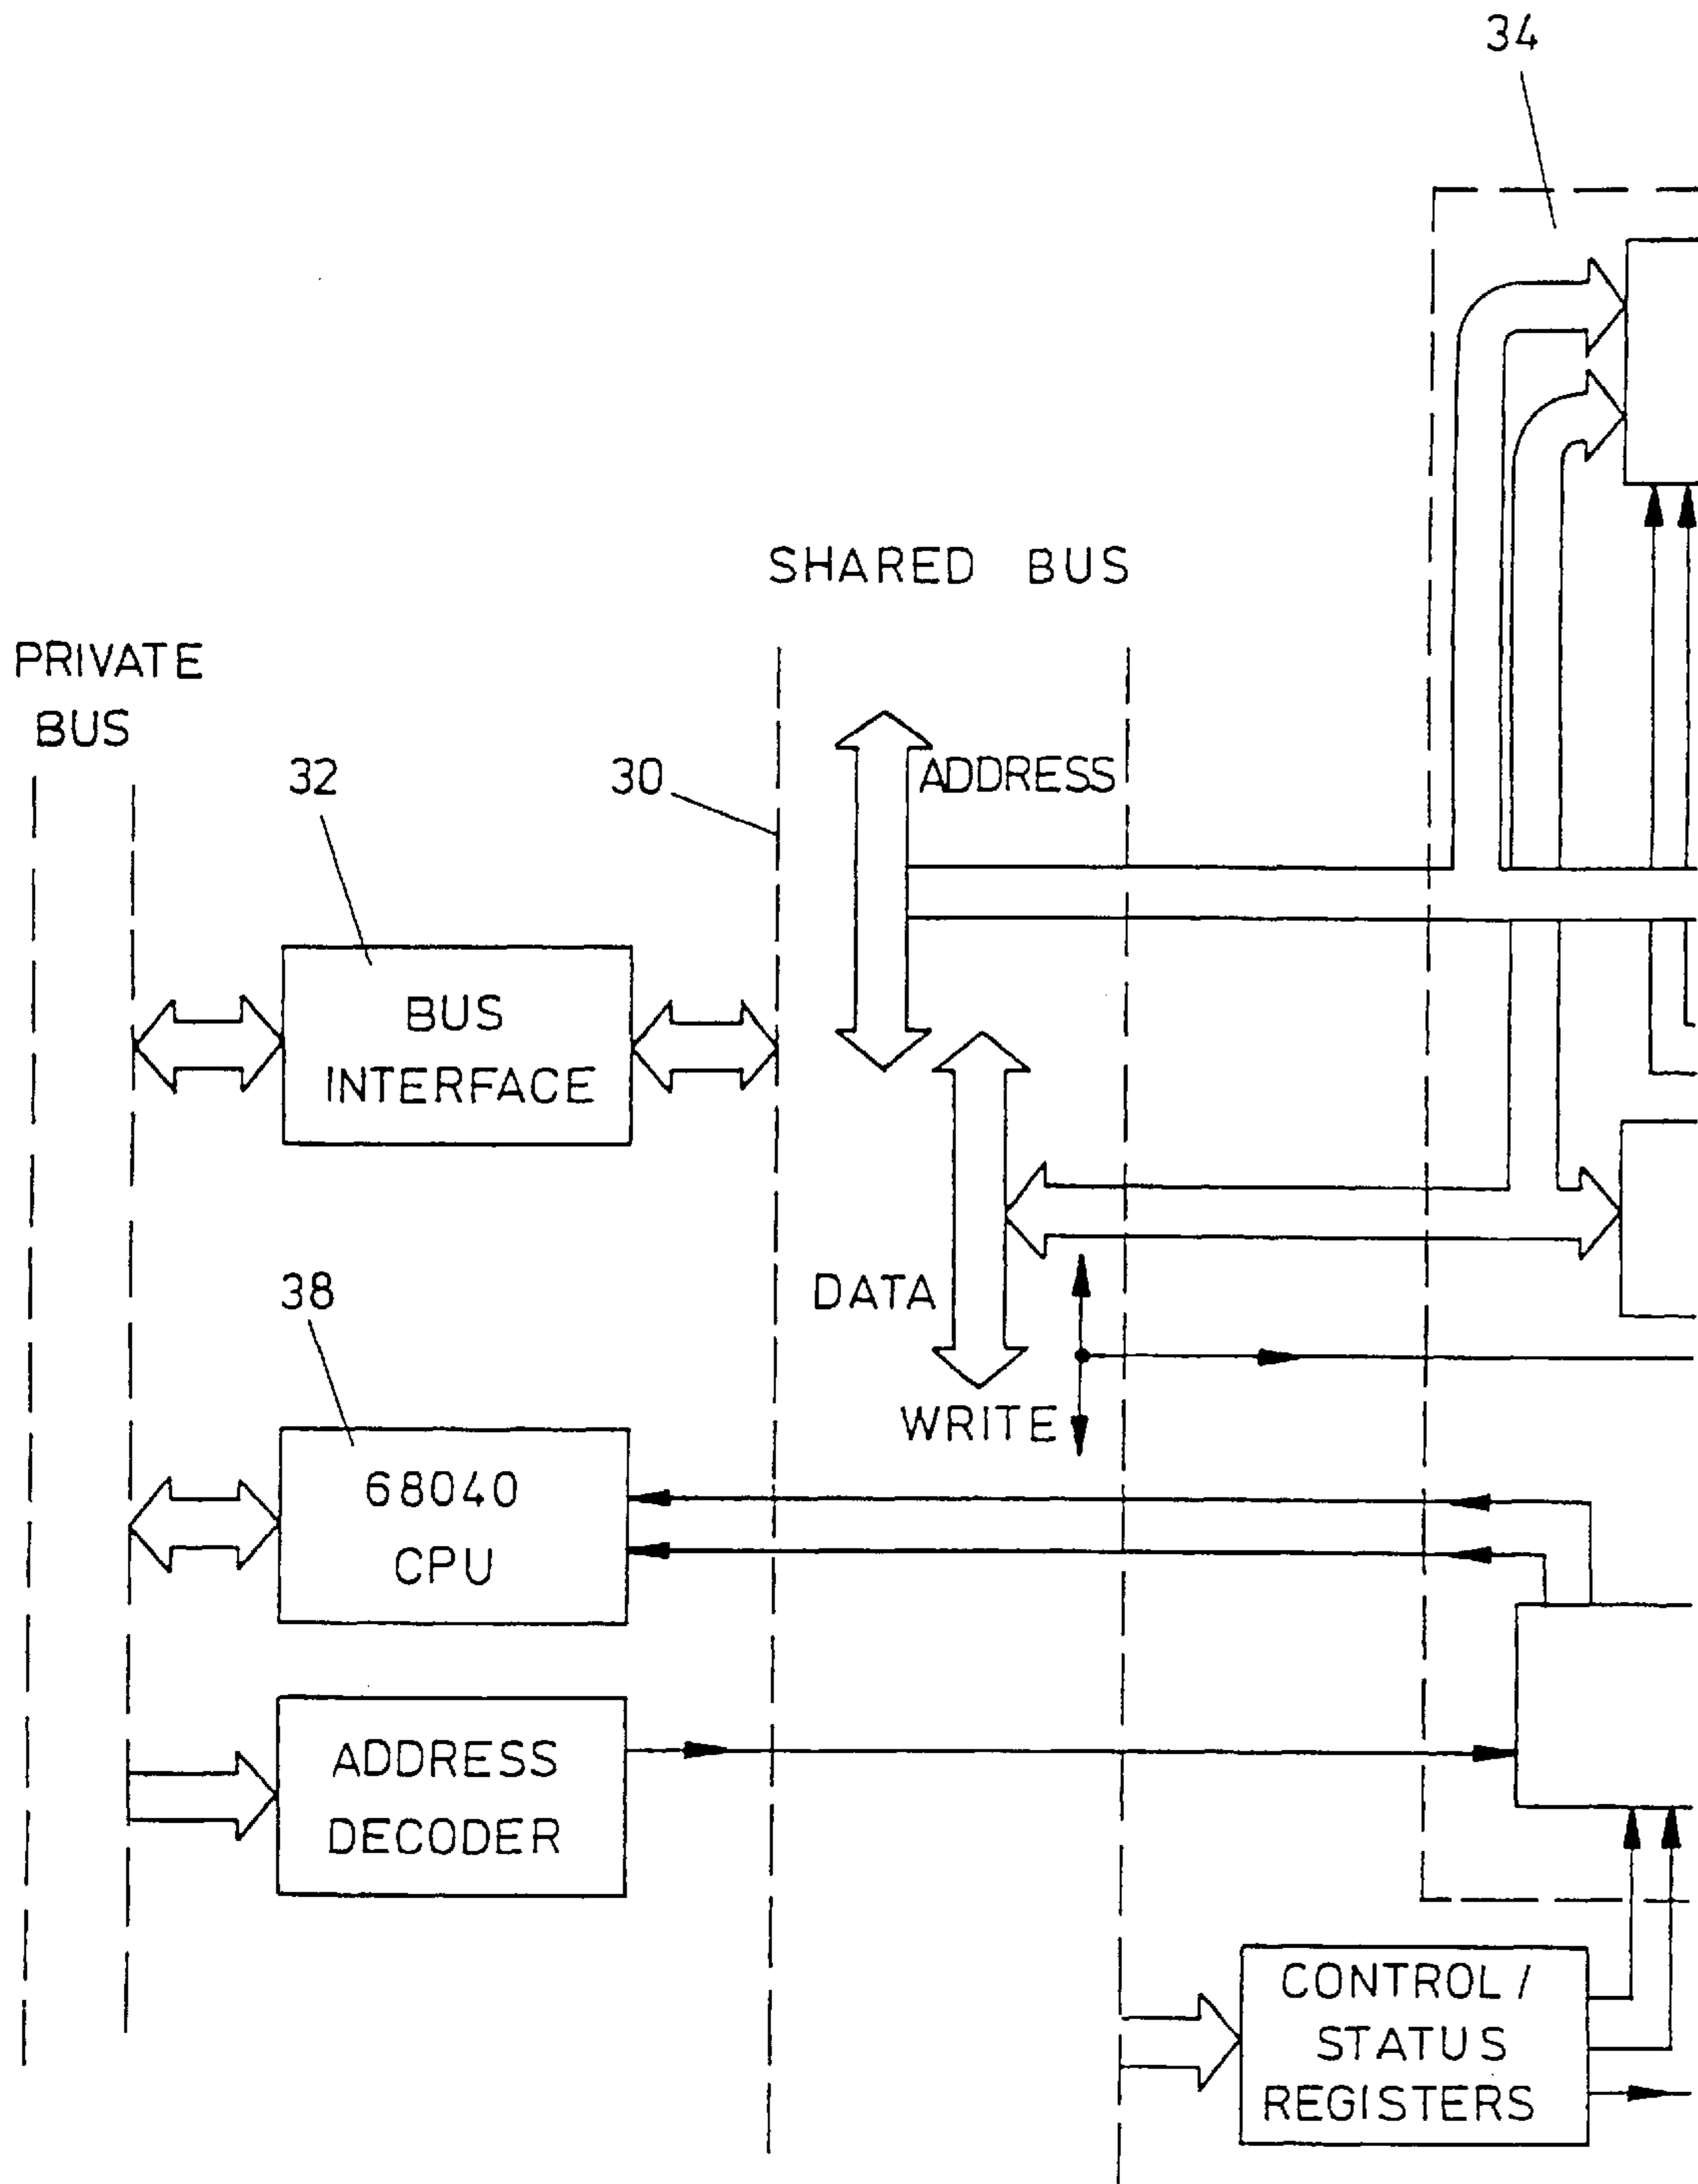 34
SHARED BUS
PRIVATE
BUS
32
30
ADDRESS
BUS
INTERFACE
38
DATA
WRITE
68040
CPU
ADDRESS
DECODER
CONTROL /
STATUS
REGISTERS